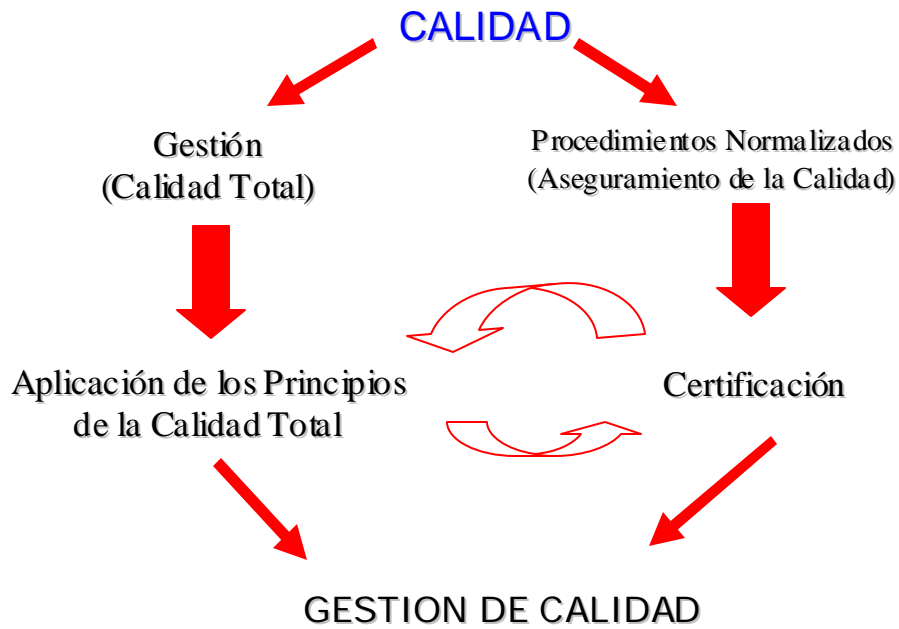 CALIDAD
Gestión
(Calidad Total)
Procedimientos Normalizados
(Aseguramiento de la Calidad)
Aplicación de los Principios
de la Calidad Total
Certificación
GESTION DE CALIDAD